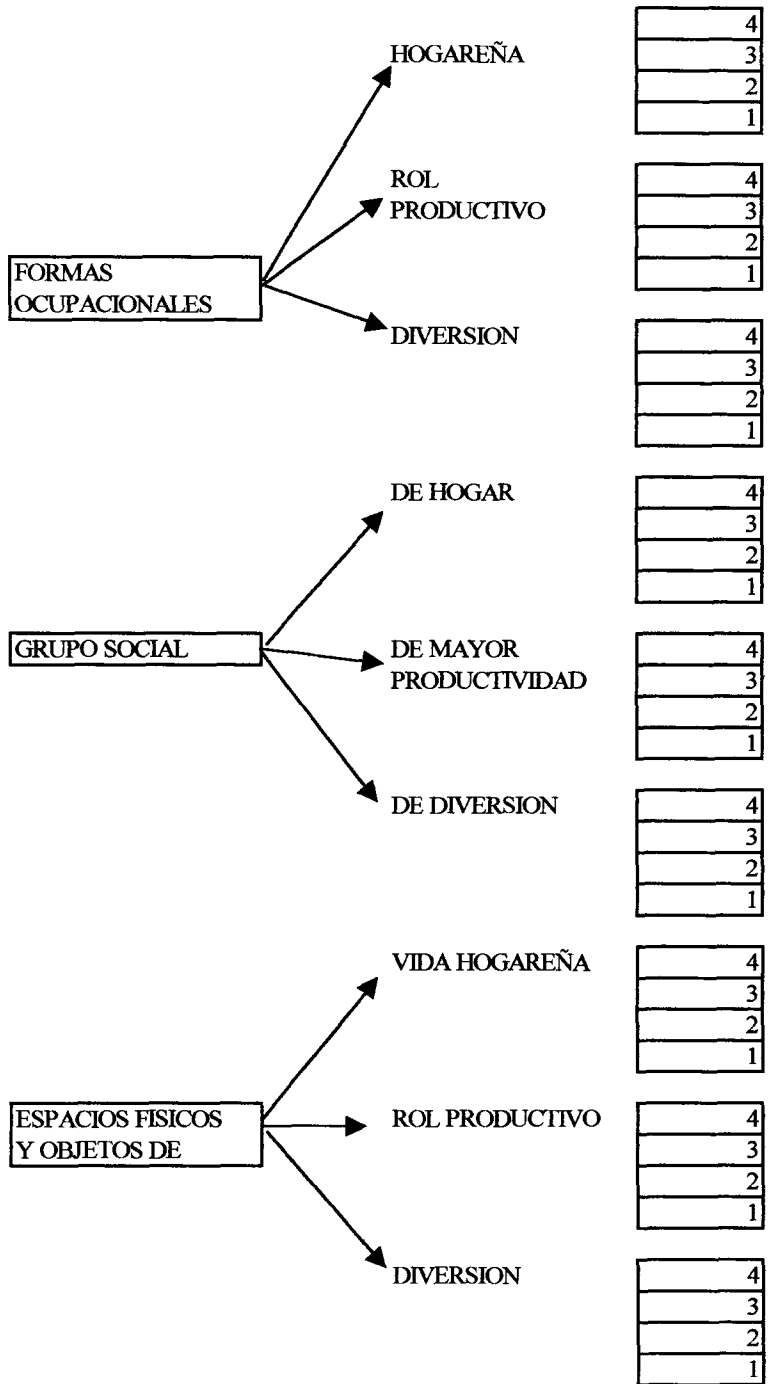 HOGAREÑA
4
3
2
1
ROL
PRODUCTIVO
4
3
2
1
FORMAS
OCUPACIONALES
DIVERSION
4
3
2
1
DE HOGAR
4
3
2
1
GRUPO SOCIAL
DE MAYOR
PRODUCTIVIDAD
4
3
2
1
DE DIVERSION
4
3
2
1
VIDA HOGAREÑA
4
3
2
1
ESPACIOS FISICOS
Y OBJETOS DE
ROL PRODUCTIVO
4
3
2
1
DIVERSION
4
3
2
1